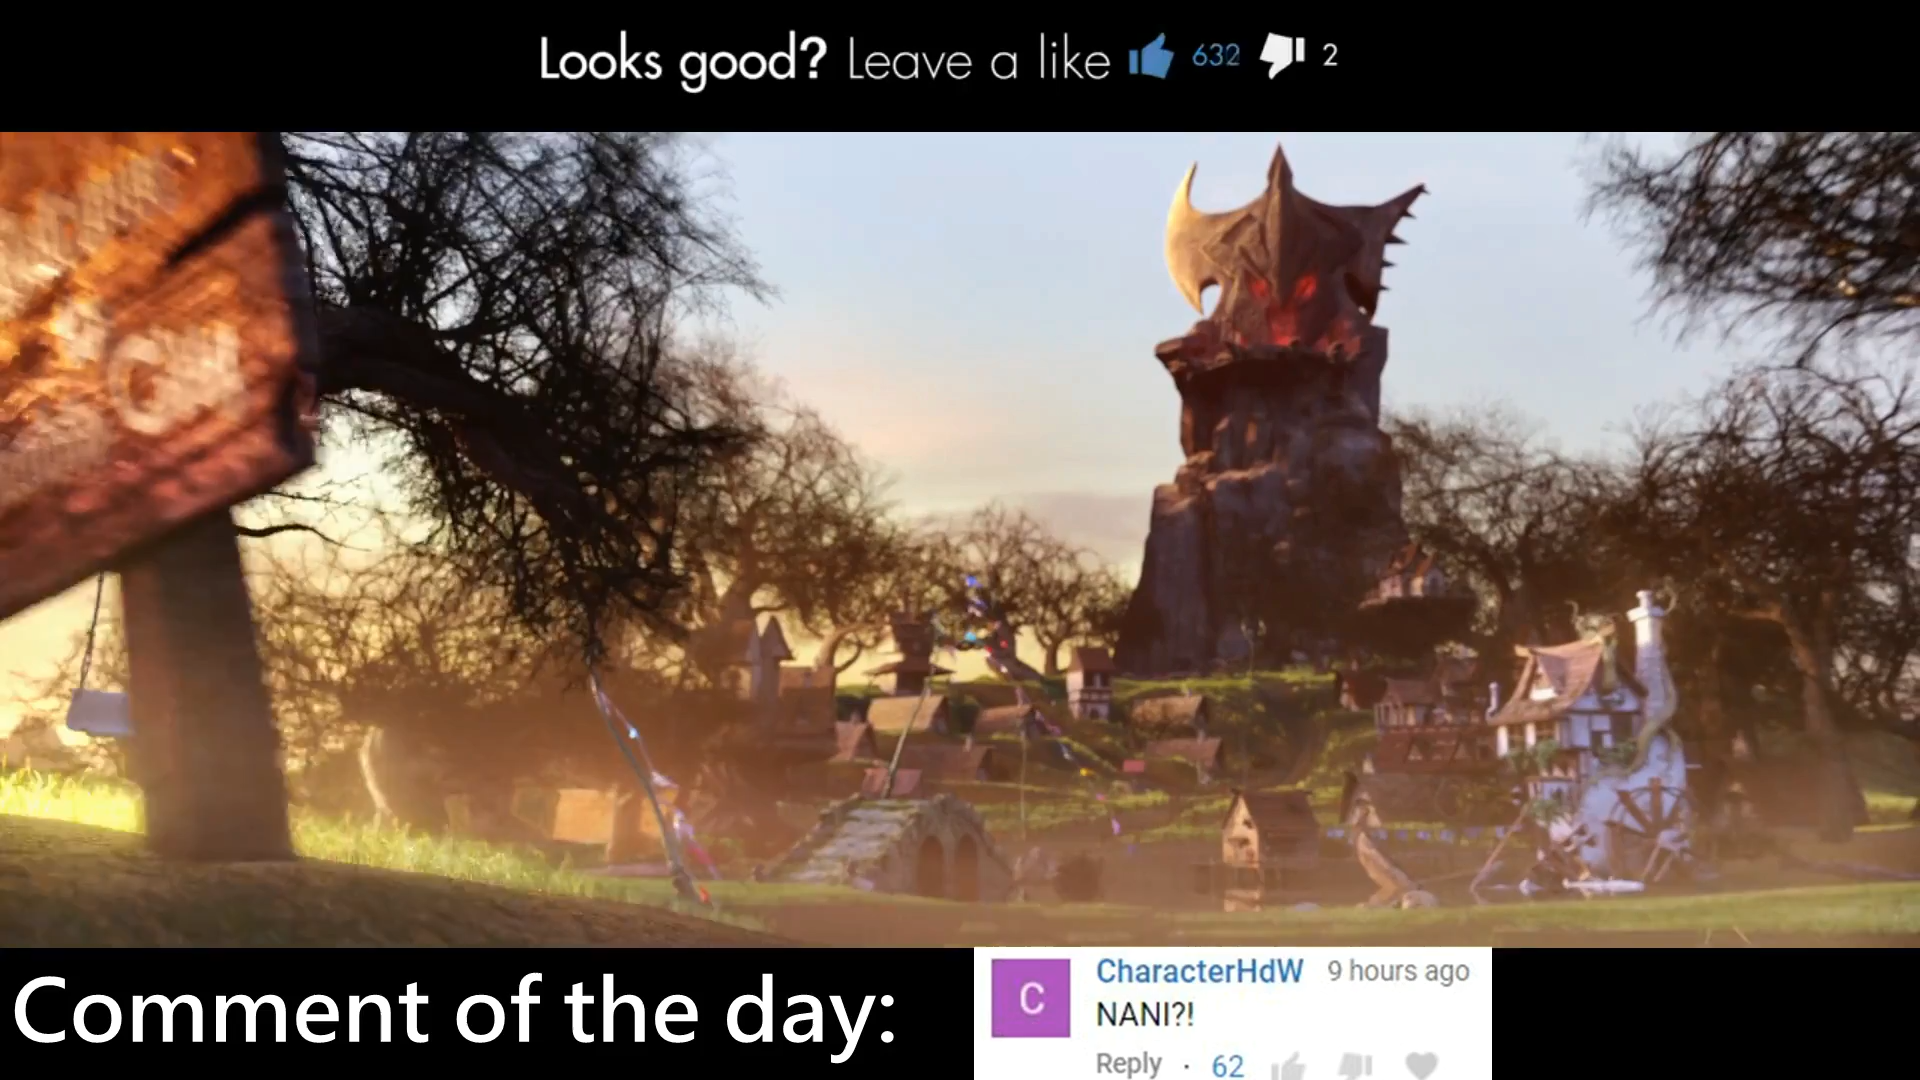 Looks good? Leave a like 632 2
Comment of the day:
C
CharacterHdW 9 hours ago
NANI?!
Reply · 62